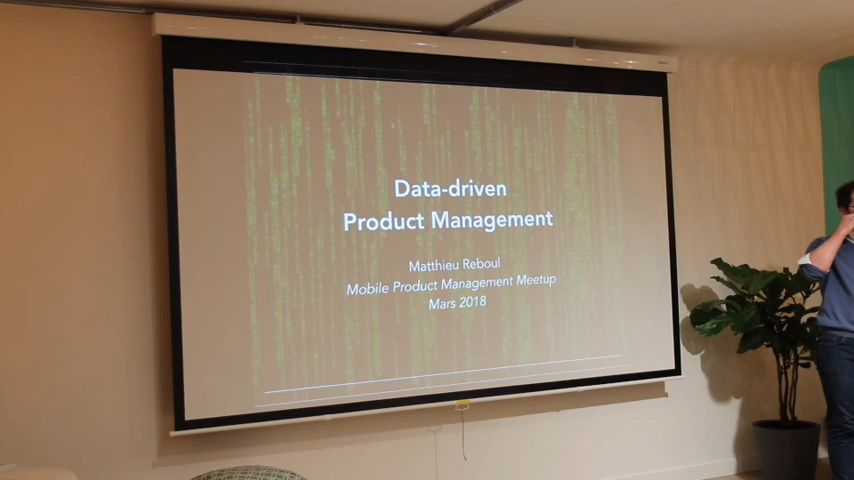 Data-driven
Product Management
Matthieu Reboul
Mobile Product Management Meetup
Mars 2018